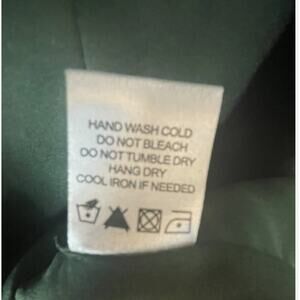 HAND WASH COLD
DO NOT BLEACH
DO NOT TUMBLE DRY
HANG DRY
COOL IRON IF NEEDED